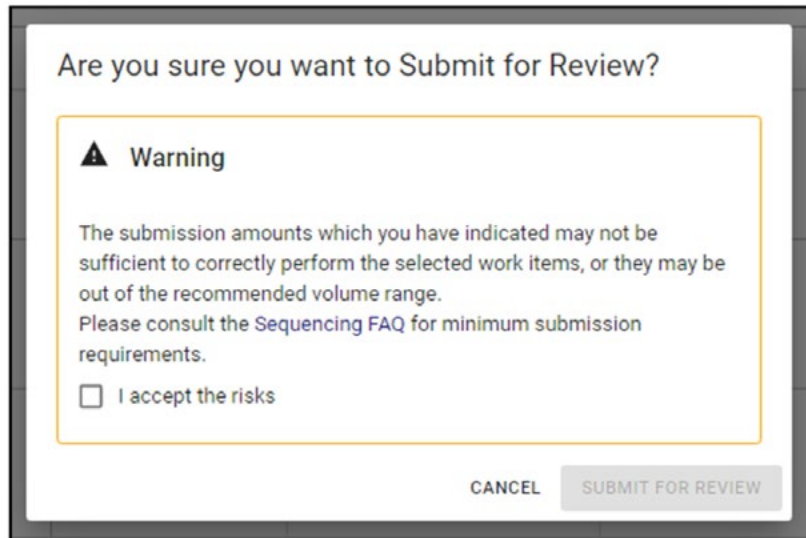 Are you sure you want to Submit for Review?
Warning
The submission amounts which you have indicated may not be
sufficient to correctly perform the selected work items, or they may be
out of the recommended volume range.
Please consult the Sequencing FAQ for minimum submission
requirements.
I accept the risks
CANCEL SUBMIT FOR REVIEW